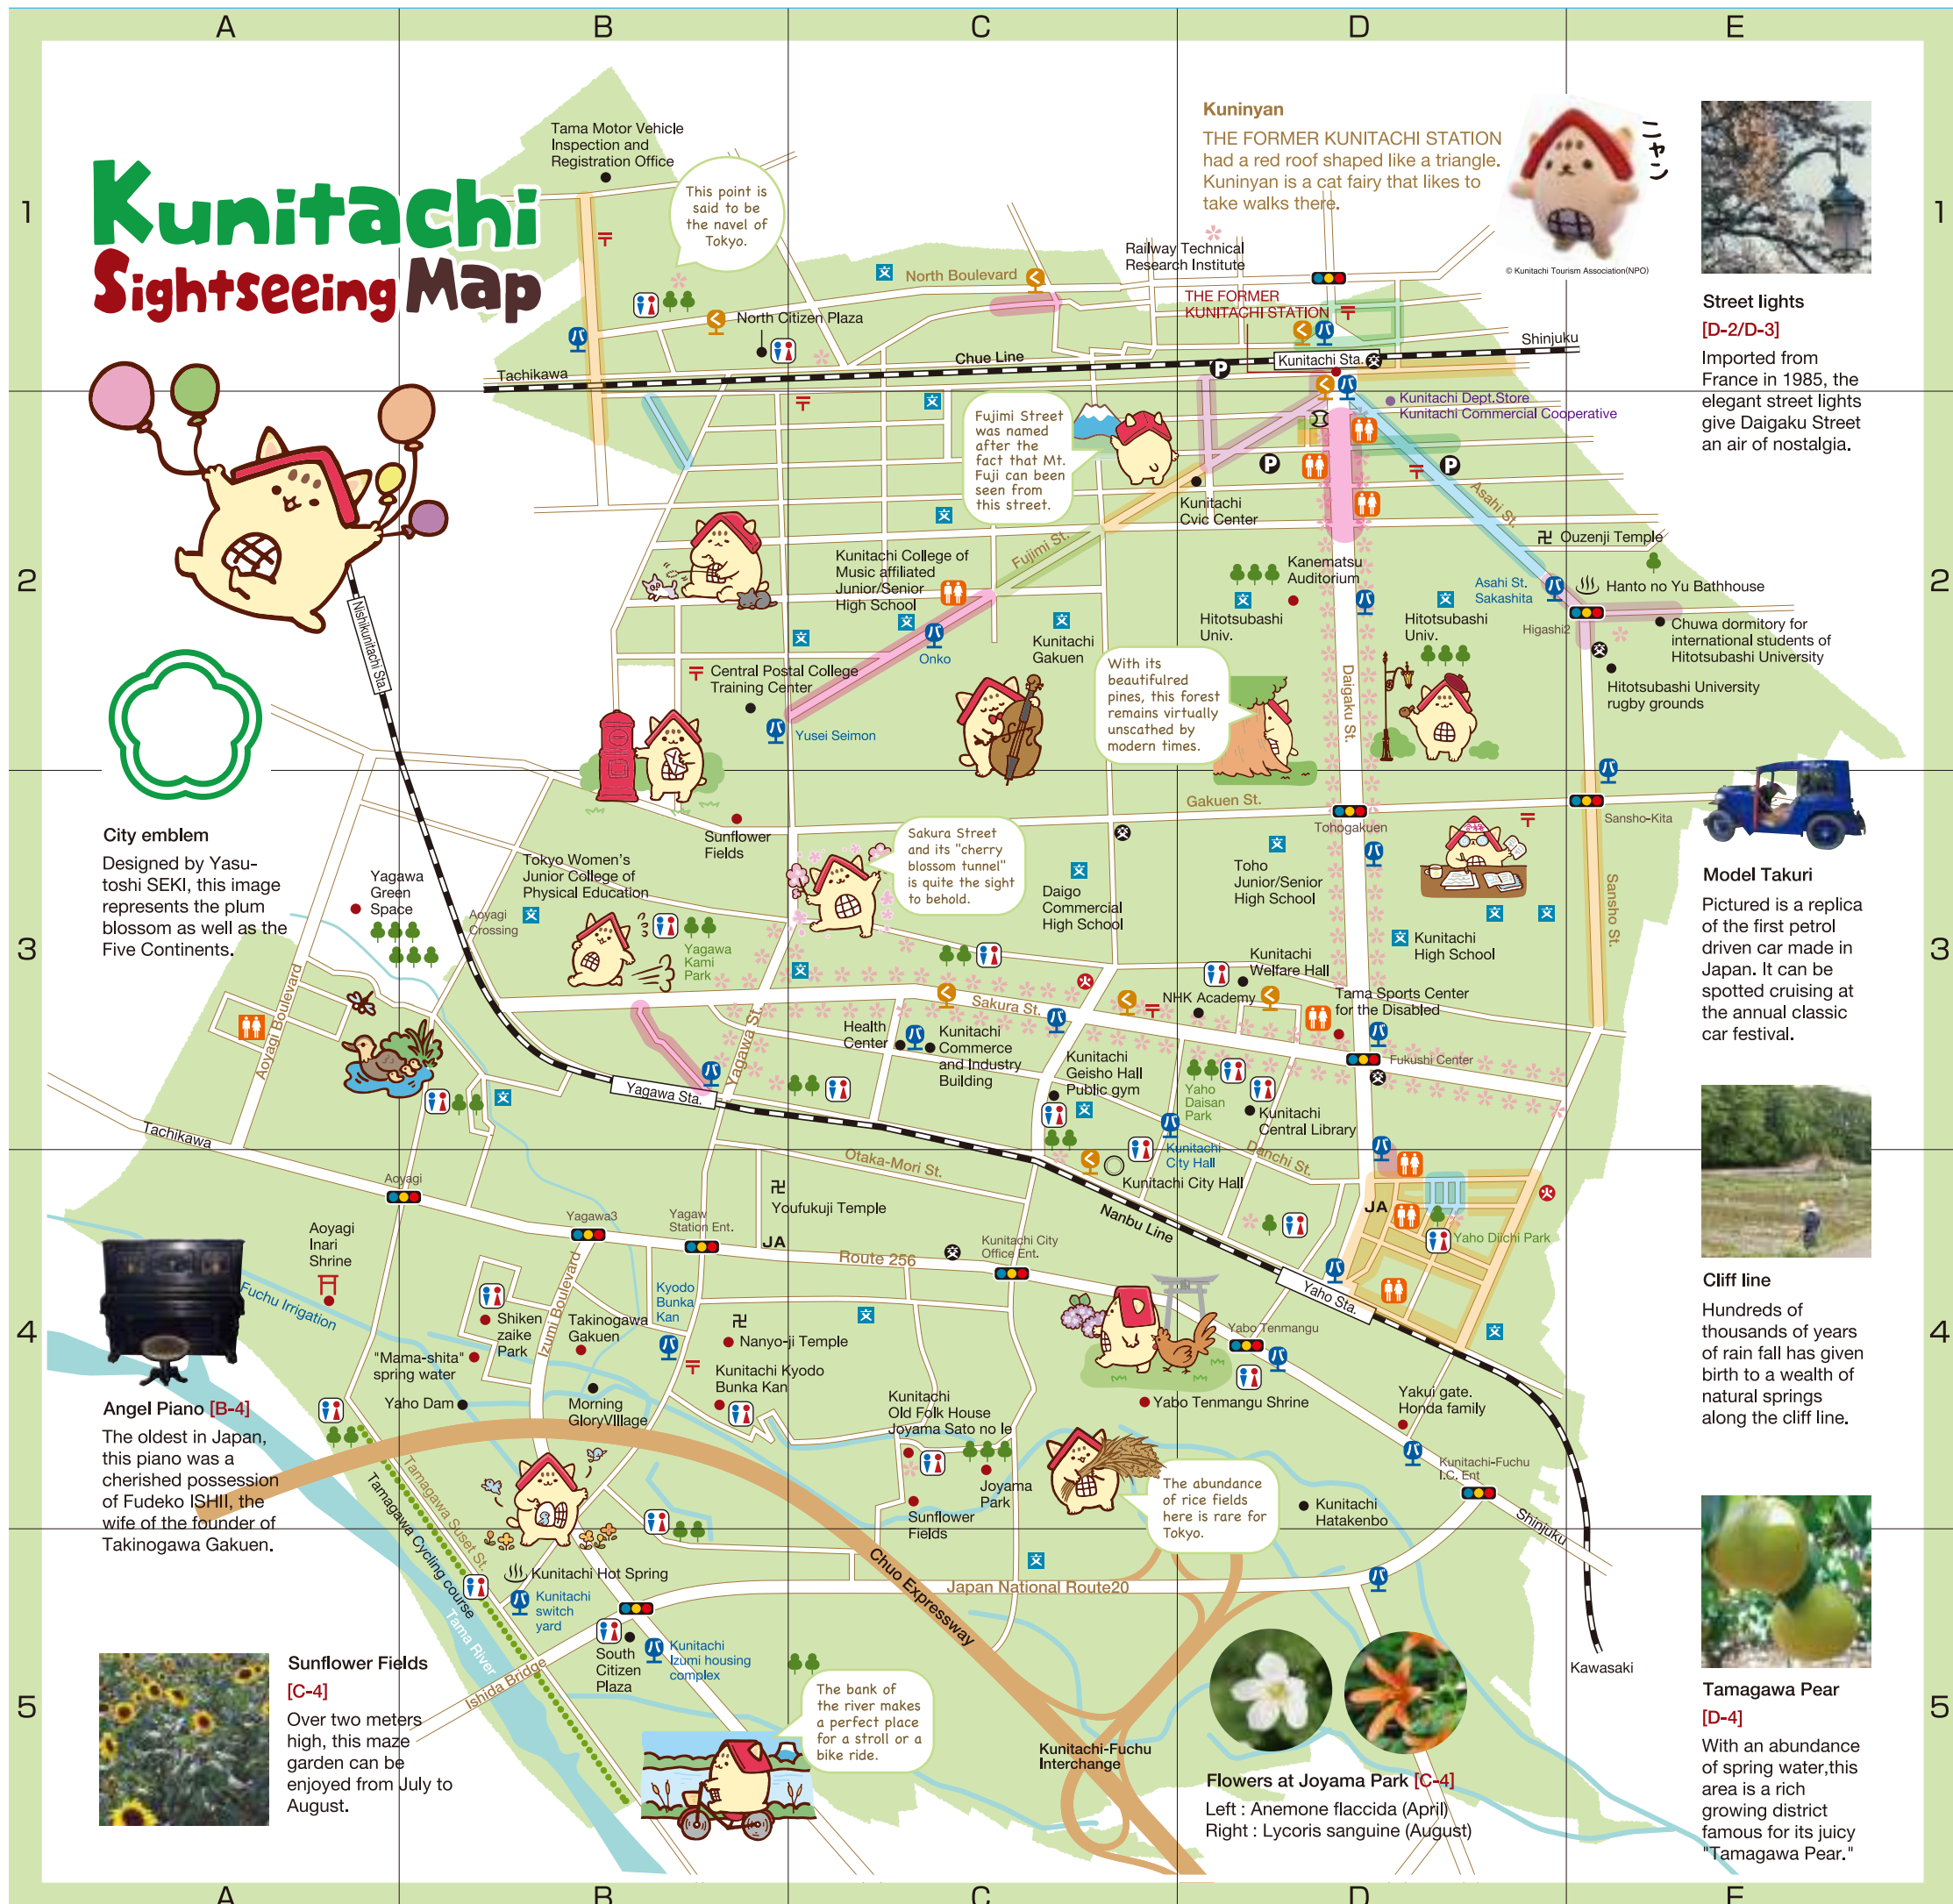 A
B
C
D
E
1
2
3
4
5
1
2
3
4
5
A
B
C
D
E
Kunitachi
Sightseeing Map
Tama Motor Vehicle
Inspection and
Registration Office
This point is
said to be
the navel of
Tokyo.
Kuninyan
THE FORMER KUNITACHI STATION
had a red roof shaped like a triangle.
Kuninyan is a cat fairy that likes to
take walks there.
ニャン
© Kunitachi Tourism Association(NPO)
Street lights
[D-2/D-3]
Imported from
France in 1985, the
elegant street lights
give Daigaku Street
an air of nostalgia.
Railway Technical
Research Institute
North Boulevard
THE FORMER
KUNITACHI STATION
North Citizen Plaza
Chue Line
Tachikawa
Kunitachi Sta.
Shinjuku
Kunitachi Dept.Store
Kunitachi Commercial Cooperative
Fujimi Street
was named
after the
fact that Mt.
Fuji can been
seen from
this street.
Kunitachi
Cvic Center
Asahi St.
Fujimi St.
Ouzenji Temple
Kunitachi College of
Music affiliated
Junior/Senior
High School
Kanematsu
Auditorium
Asahi St.
Sakashita
Hanto no Yu Bathhouse
Hitotsubashi
Univ.
Hitotsubashi
Univ.
Higashi2
Chuwa dormitory for
international students of
Hitotsubashi University
Nishikunitachi Sta.
Onko
Kunitachi
Gakuen
Central Postal College
Training Center
With its
beautifulred
pines, this forest
remains virtually
unscathed by
modern times.
Daigaku St.
Hitotsubashi University
rugby grounds
Yusei Seimon
City emblem
Designed by Yasu-
toshi SEKI, this image
represents the plum
blossom as well as the
Five Continents.
Gakuen St.
Tohogakuen
Sansho-Kita
Sunflower
Fields
Sakura Street
and its "cherry
blossom tunnel"
is quite the sight
to behold.
Tokyo Women's
Junior College of
Physical Education
Yagawa
Green
Space
Aoyagi
Crossing
Yagawa
Kami
Park
Daigo
Commercial
High School
Toho
Junior/Senior
High School
Kunitachi
High School
Sansho St.
Model Takuri
Pictured is a replica
of the first petrol
driven car made in
Japan. It can be
spotted cruising at
the annual classic
car festival.
Kunitachi
Welfare Hall
NHK Academy
Tama Sports Center
for the Disabled
Aoyagi Boulevard
Sakura St.
Yagawa St.
Health
Center
Kunitachi
Commerce
and Industry
Building
Kunitachi
Geisho Hall
Public gym
Fukushi Center
Yagawa Sta.
Yaho
Daisan
Park
Kunitachi
Central Library
Tachikawa
Otaka-Mori St.
Kunitachi
City Hall
Danchi St.
Kunitachi City Hall
Aoyagi
Youfukuji Temple
Nanbu Line
JA
Aoyagi
Inari
Shrine
Yagawa3
Yagaw
Station Ent.
JA
Route 256
Kunitachi City
Office Ent.
Yaho Diichi Park
Cliff line
Hundreds of
thousands of years
of rain fall has given
birth to a wealth of
natural springs
along the cliff line.
Fuchu Irrigation
Izumi Boulevard
Kyodo
Bunka
Kan
Yaho Sta.
Shiken
zaike
Park
Takinogawa
Gakuen
Nanyo-ji Temple
Yabo Tenmangu
"Mama-shita"
spring water
Kunitachi Kyodo
Bunka Kan
Yaho Dam
Morning
GloryVIllage
Kunitachi
Old Folk House
Joyama Sato no Ie
Yabo Tenmangu Shrine
Yakui gate.
Honda family
Angel Piano [B-4]
The oldest in Japan,
this piano was a
cherished possession
of Fudeko ISHII, the
wife of the founder of
Takinogawa Gakuen.
Tamagawa Suset St.
Tamagawa Cycling course
Joyama
Park
Kunitachi-Fuchu
I.C. Ent
The abundance
of rice fields
here is rare for
Tokyo.
Kunitachi
Hatakenbo
Shinjuku
Sunflower
Fields
Kunitachi Hot Spring
Kunitachi
switch
yard
Chuo Expressway
Japan National Route20
Tama River
South
Citizen
Plaza
Kunitachi
Izumi housing
complex
Ishida Bridge
Kawasaki
Sunflower Fields
[C-4]
Over two meters
high, this maze
garden can be
enjoyed from July to
August.
The bank of
the river makes
a perfect place
for a stroll or a
bike ride.
Kunitachi-Fuchu
Interchange
Flowers at Joyama Park [C-4]
Left : Anemone flaccida (April)
Right : Lycoris sanguine (August)
Tamagawa Pear
[D-4]
With an abundance
of spring water,this
area is a rich
growing district
famous for its juicy
"Tamagawa Pear."